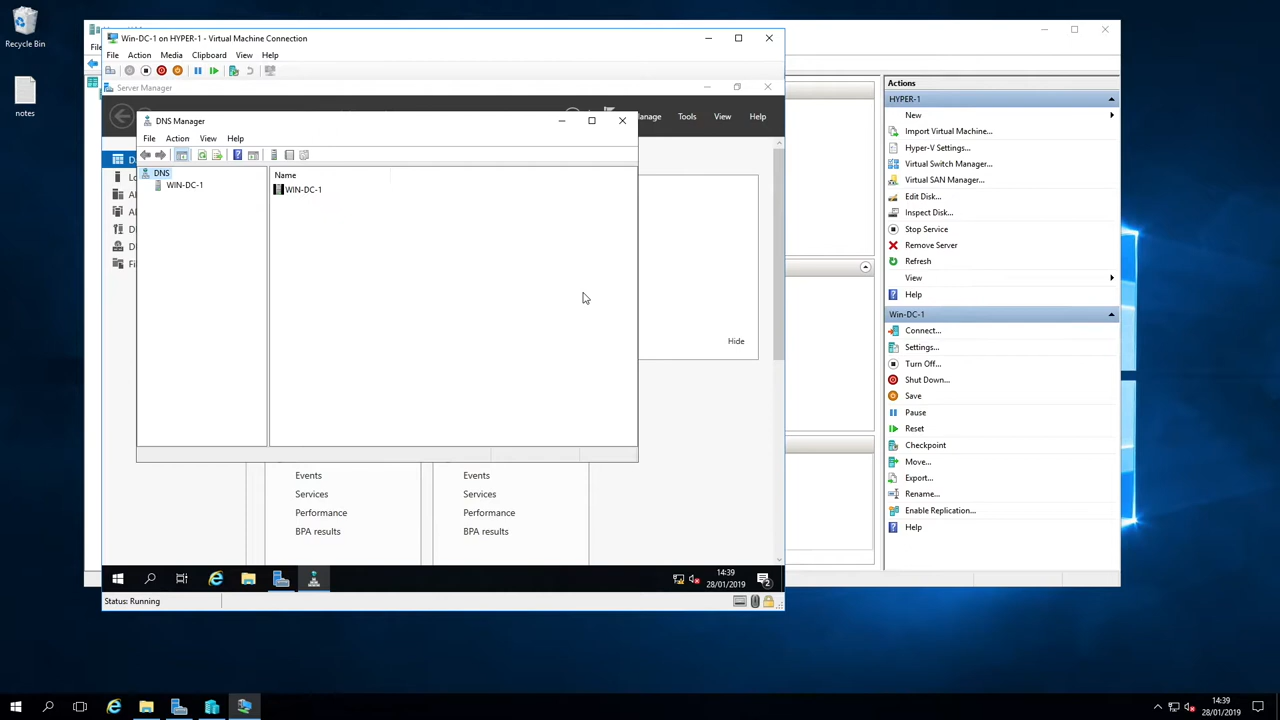 Recycle Bin
notes
Win-DC-1 on HYPER-1 - Virtual Machine Connection
File Action Media Clipboard View Help
Server Manager
Manage Tools View Help
DNS Manager
File Action View Help
DNS
WIN-DC-1
Name
WIN-DC-1
Hide
Events
Services
Performance
BPA results
Events
Services
Performance
BPA results
14:39
28/01/2019
2
Status: Running
Actions
HYPER-1
New
Import Virtual Machine...
Hyper-V Settings...
Virtual Switch Manager...
Virtual SAN Manager...
Edit Disk...
Inspect Disk...
Stop Service
Remove Server
Refresh
View
Help
Win-DC-1
Connect...
Settings...
Turn Off...
Shut Down...
Save
Pause
Reset
Checkpoint
Move...
Export...
Rename...
Enable Replication...
Help
14:39
28/01/2019